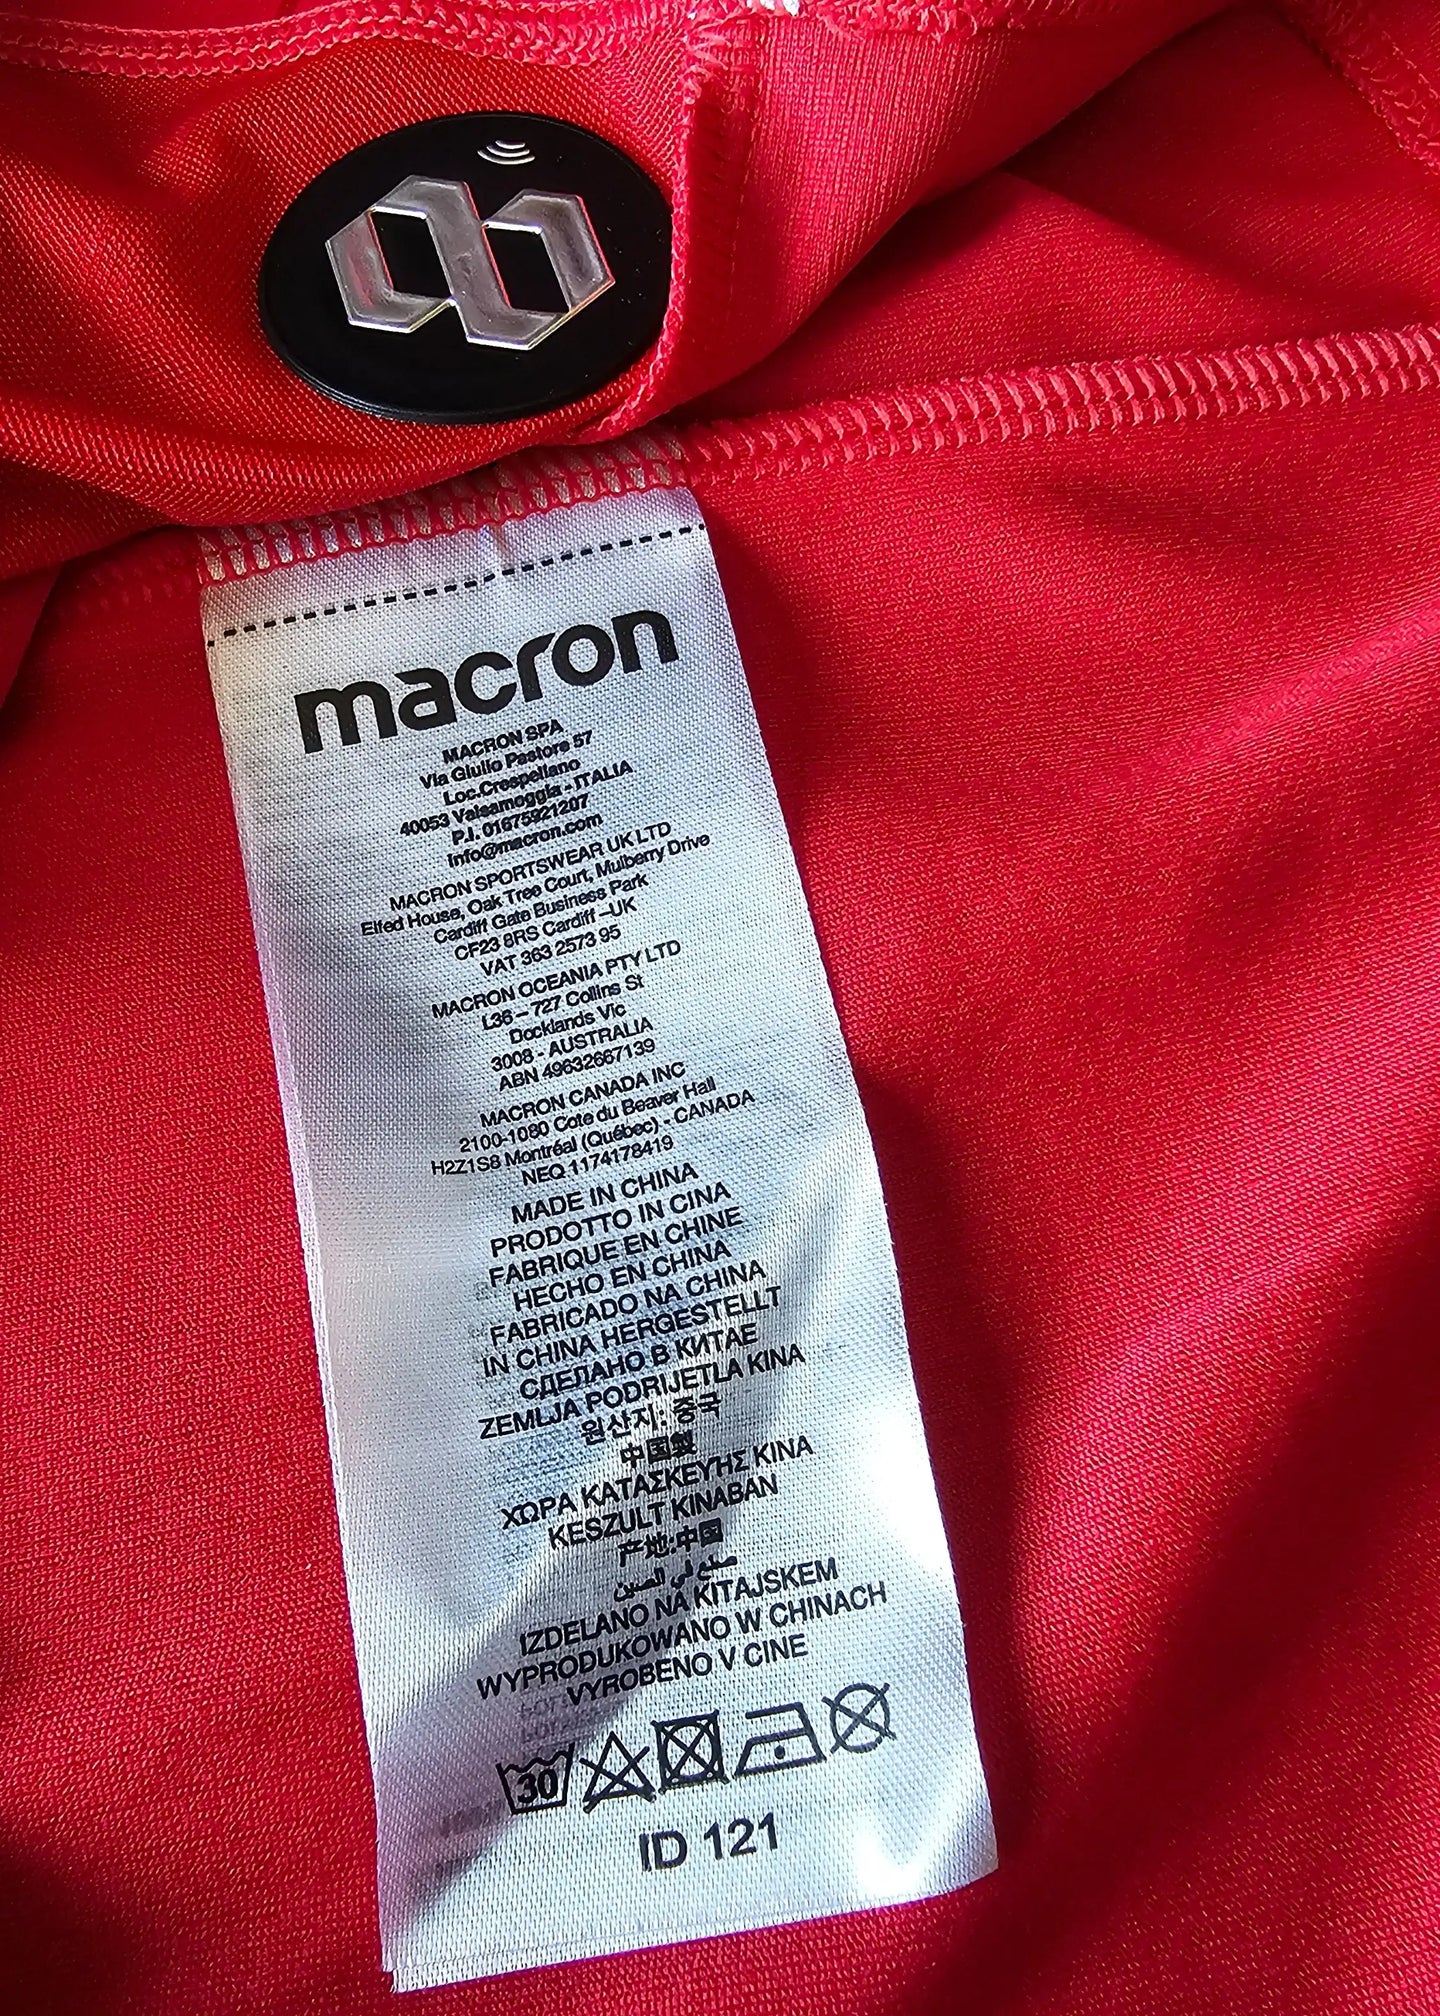 macron
MACRON SPA
Via Giulio Pastore 57
Loc.Crespellano
40053 Valsamoggia - ITALIA
P.I. 01675921207
info@macron.com
MACRON SPORTSWEAR UK LTD
Elfed House, Oak Tree Court, Mulberry Drive
Cardiff Gate Business Park
CF23 8RS Cardiff –UK
VAT 363 2573 95
MACRON OCEANIA PTY LTD
L36 – 727 Collins St
Docklands Vic
3008 - AUSTRALIA
ABN 49632667139
MACRON CANADA INC
2100-1080 Cote du Beaver Hall
H2Z1S8 Montréal (Québec) - CANADA
NEQ 1174178419
MADE IN CHINA
PRODOTTO IN CINA
FABRIQUE EN CHINE
HECHO EN CHINA
FABRICADO NA CHINA
IN CHINA HERGESTELLT
СДЕЛАНО В КИТАЕ
ZEMLJA PODRIJETLA KINA
원산지: 중국
中国製
ΧΩΡΑ ΚΑΤΑΣΚΕΥΗΣ ΚΙΝΑ
KESZULT KINABAN
产地:中国
صنع في الصين
IZDELANO NA KITAJSKEM
WYPRODUKOWANO W CHINACH
VYROBENO V CINE
30
ID 121